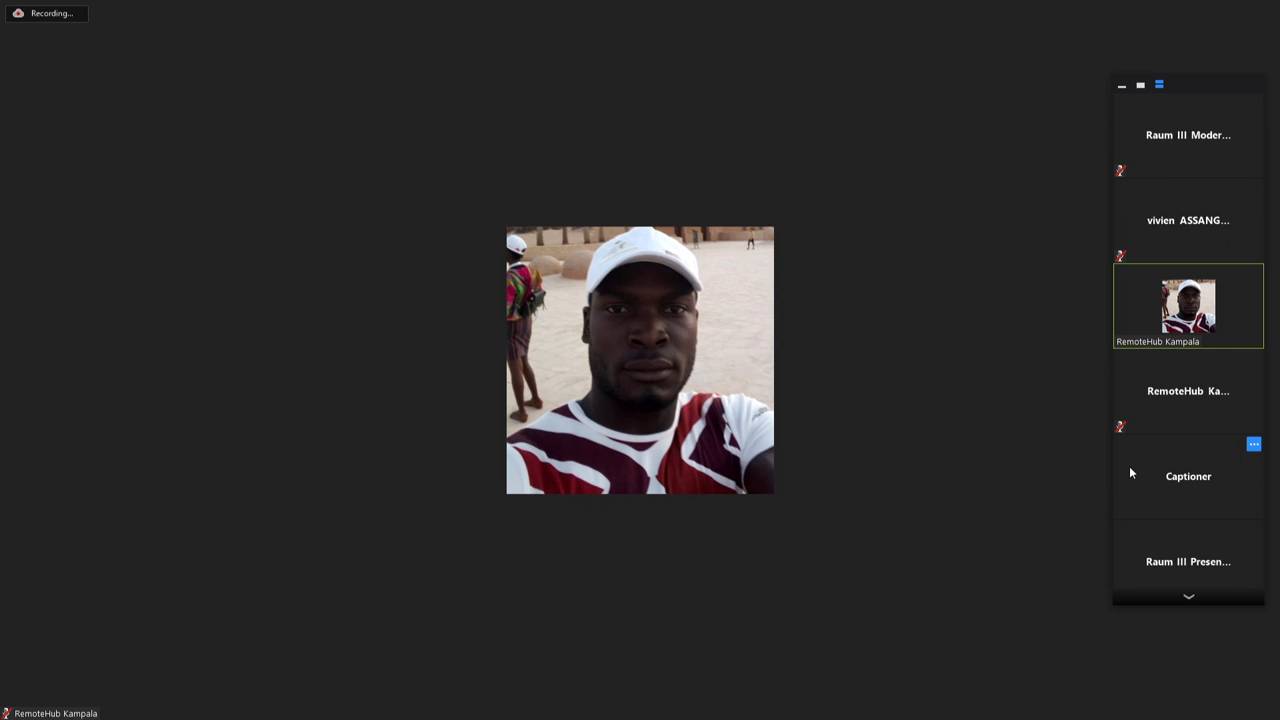 Recording...
Raum III Moder...
vivien ASSANG...
RemoteHub Kampala
RemoteHub Ka...
Captioner
Raum III Presen...
RemoteHub Kampala